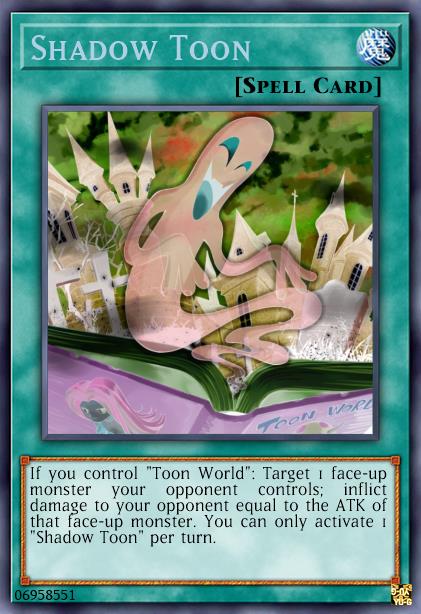 Shadow Toon
魔
[Spell Card]
TOON WORLD
If you control "Toon World": Target 1 face-up
monster your opponent controls; inflict
damage to your opponent equal to the ATK of
that face-up monster. You can only activate 1
"Shadow Toon" per turn.
06958551